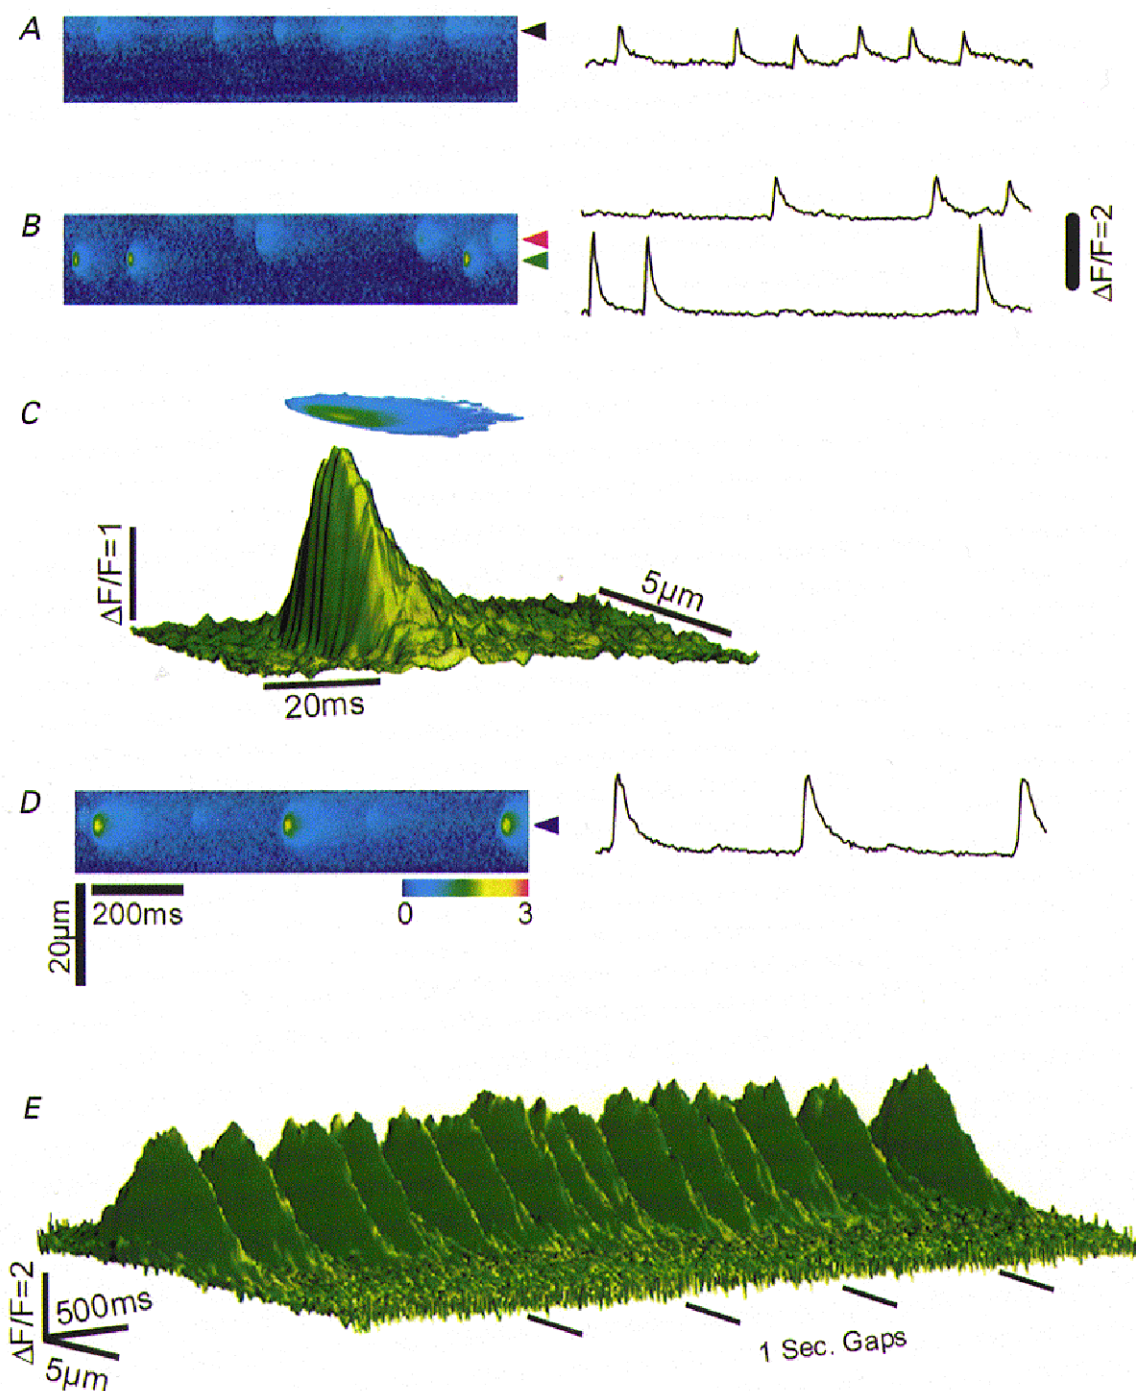 A
B
ΔF/F=2
C
ΔF/F=1
5µm
20ms
D
200ms
0
3
20µm
E
ΔF/F=2
500ms
5µm
1 Sec. Gaps